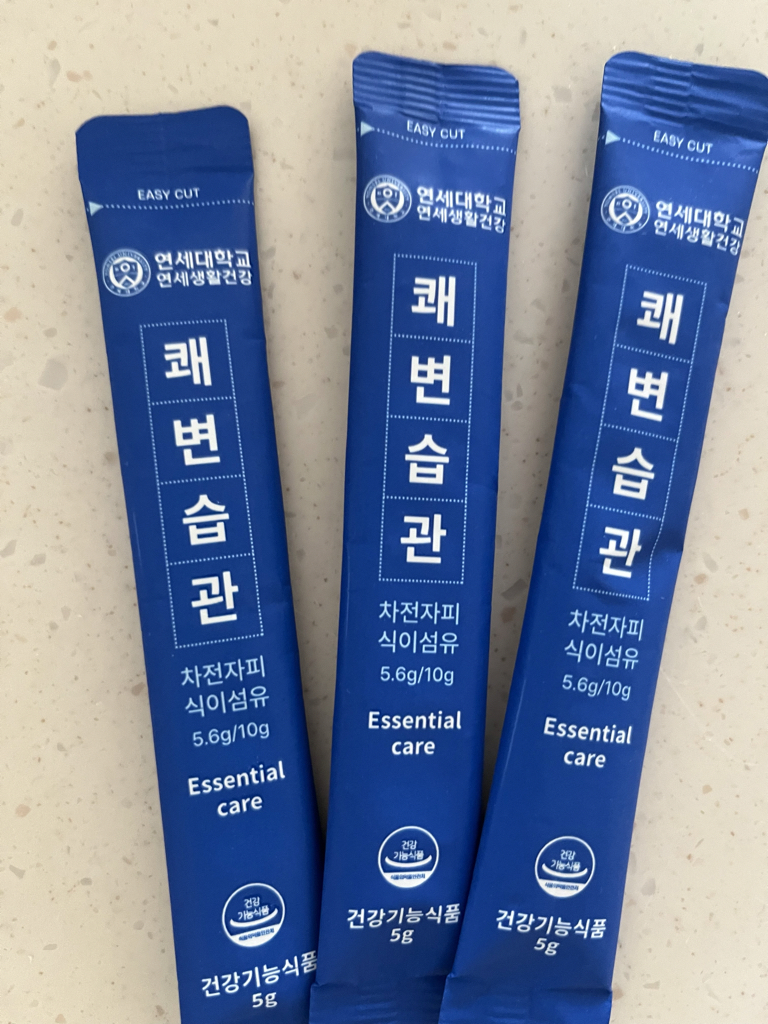 EASY CUT
연세대학교
연세생활건강
쾌
변
습
관
차전자피
식이섬유
5.6g/10g
Essential
care
건강
기능식품
건강기능식품
5g
EASY CUT
연세대학교
연세생활건강
쾌
변
습
관
차전자피
식이섬유
5.6g/10g
Essential
care
건강
기능식품
건강기능식품
5g
EASY CUT
연세대학교
연세생활건강
쾌
변
습
관
차전자피
식이섬유
5.6g/10g
Essential
care
건강
기능식품
건강기능식품
5g